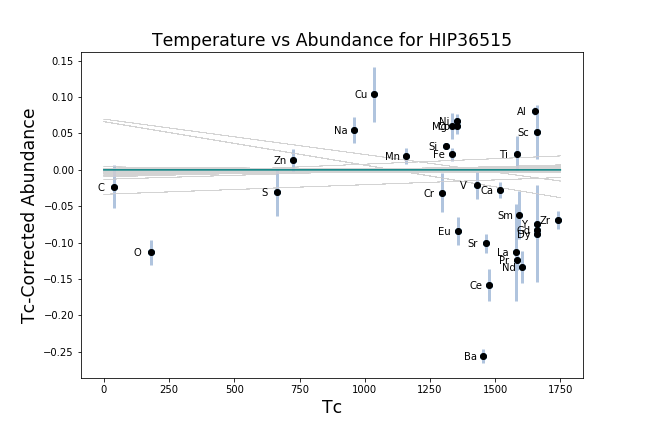 Temperature vs Abundance for HIP36515
Tc-Corrected Abundance
0.15
0.10
0.05
0.00
−0.05
−0.10
−0.15
−0.20
−0.25
Cu
Al
Na
Ni
Mg
Sc
Si
Mn
Fe
Ti
Zn
C
S
Cr
V
Ca
Sm
Y
Zr
Gd
Dy
Eu
Sr
O
La
Pr
Nd
Ce
Ba
0
250
500
750
1000
1250
1500
1750
Tc